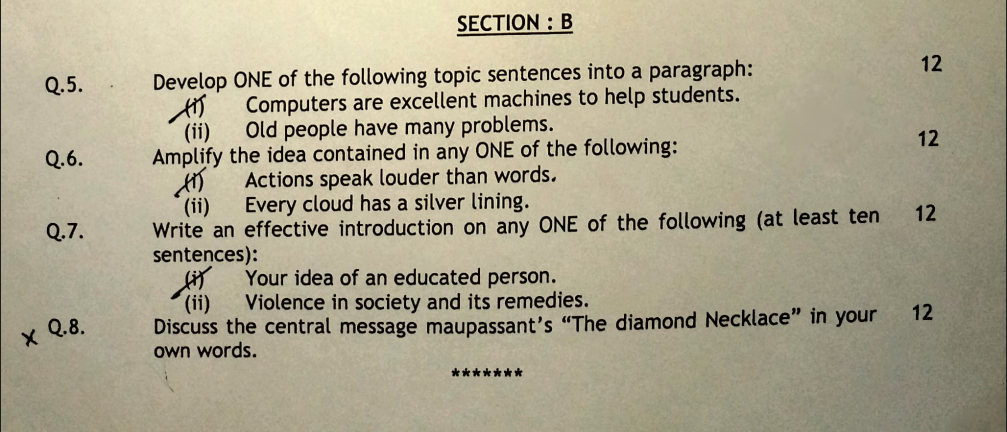 SECTION : B
Q.5. Develop ONE of the following topic sentences into a paragraph: 12
(i) Computers are excellent machines to help students.
(ii) Old people have many problems.
Q.6. Amplify the idea contained in any ONE of the following: 12
(i) Actions speak louder than words.
(ii) Every cloud has a silver lining.
Q.7. Write an effective introduction on any ONE of the following (at least ten 12
sentences):
(i) Your idea of an educated person.
(ii) Violence in society and its remedies.
x Q.8. Discuss the central message maupassant's “The diamond Necklace” in your 12
own words.
*******